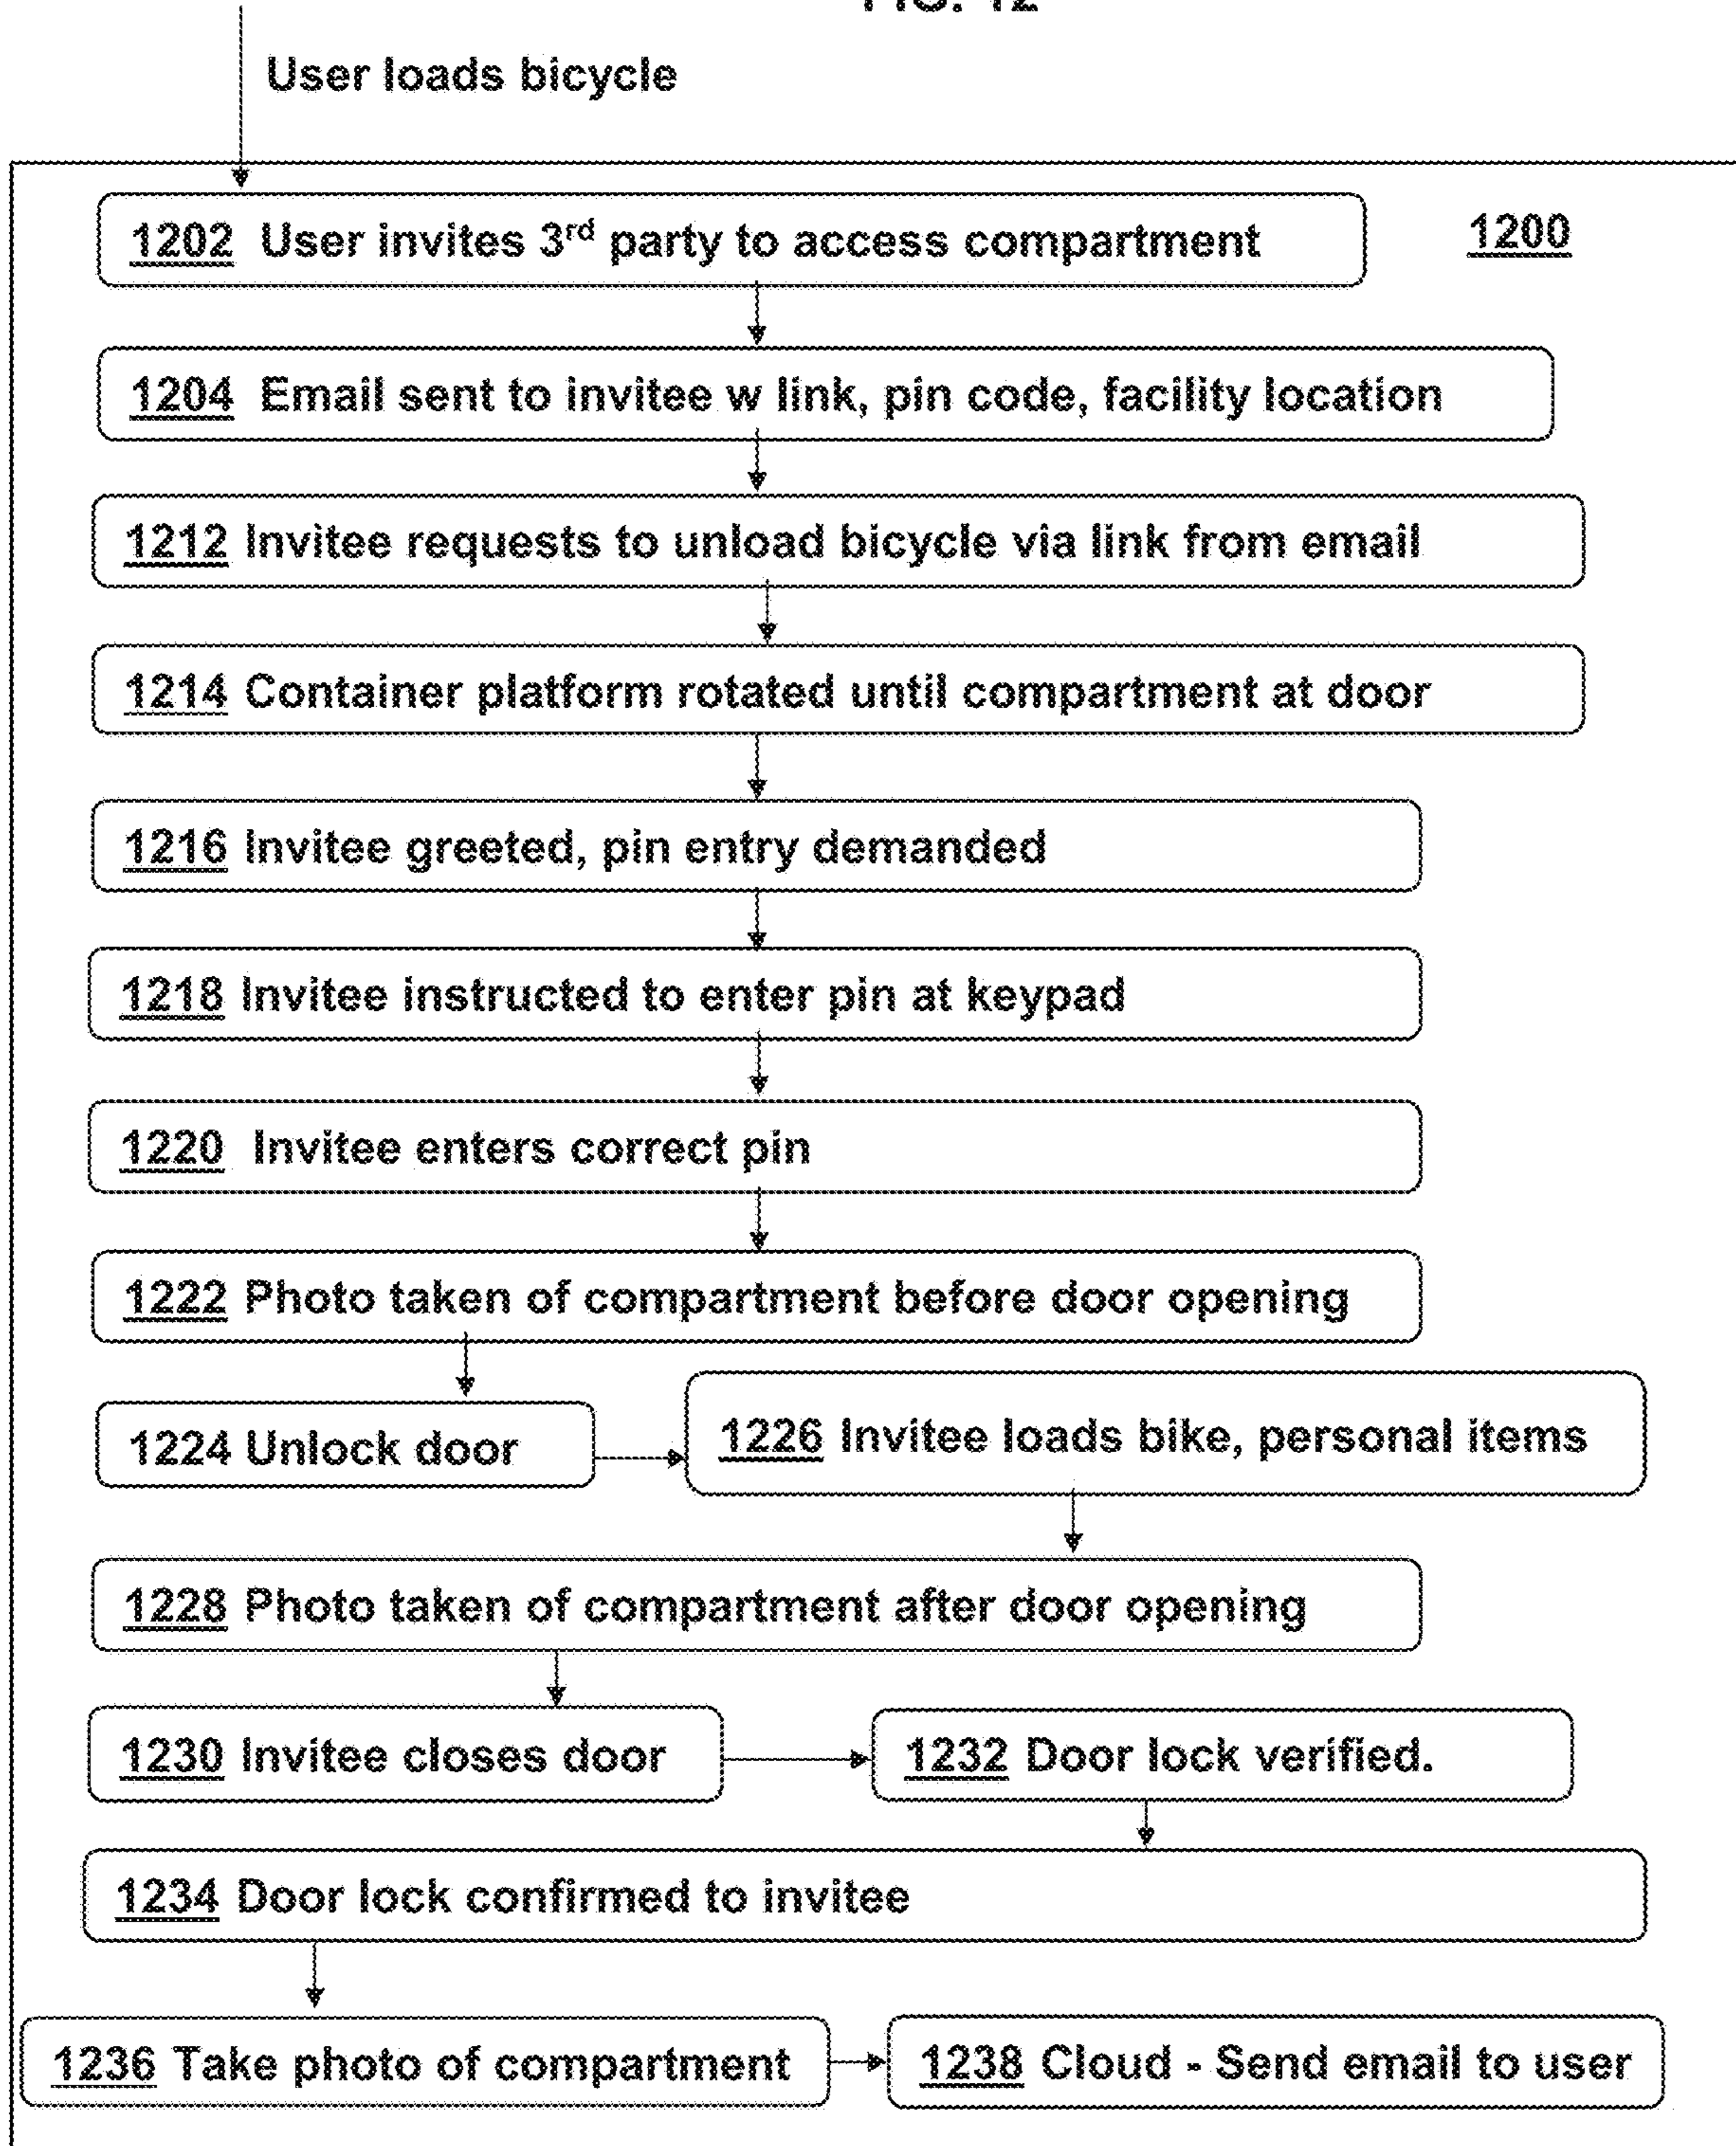 FIG. 12
User loads bicycle
1202 User invites 3rd party to access compartment
1200
1204 Email sent to invitee w link, pin code, facility location
1212 Invitee requests to unload bicycle via link from email
1214 Container platform rotated until compartment at door
1216 Invitee greeted, pin entry demanded
1218 Invitee instructed to enter pin at keypad
1220 Invitee enters correct pin
1222 Photo taken of compartment before door opening
1224 Unlock door
1226 Invitee loads bike, personal items
1228 Photo taken of compartment after door opening
1230 Invitee closes door
1232 Door lock verified.
1234 Door lock confirmed to invitee
1236 Take photo of compartment
1238 Cloud - Send email to user